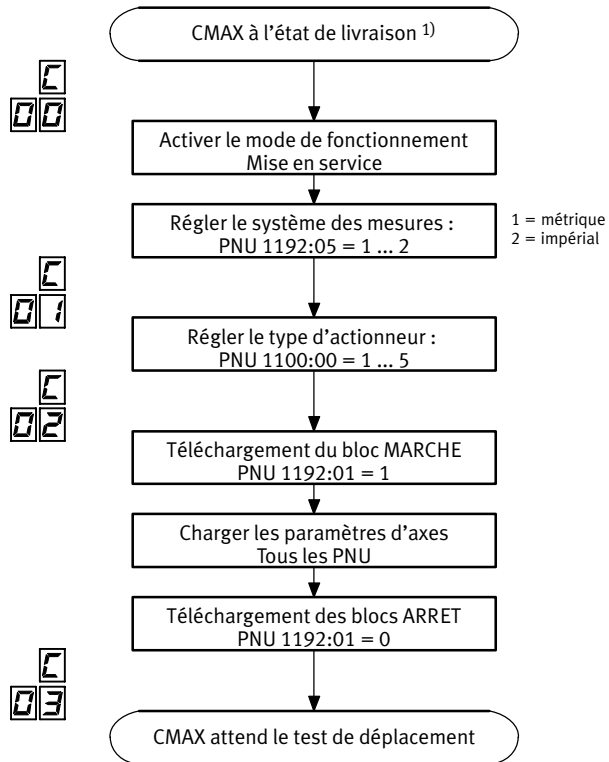 CMAX à l'état de livraison 1)
C
00
Activer le mode de fonctionnement
Mise en service
Régler le système des mesures :
PNU 1192:05 = 1 ... 2
1 = métrique
2 = impérial
C
01
Régler le type d'actionneur :
PNU 1100:00 = 1 ... 5
C
02
Téléchargement du bloc MARCHE
PNU 1192:01 = 1
Charger les paramètres d'axes
Tous les PNU
Téléchargement des blocs ARRET
PNU 1192:01 = 0
C
03
CMAX attend le test de déplacement